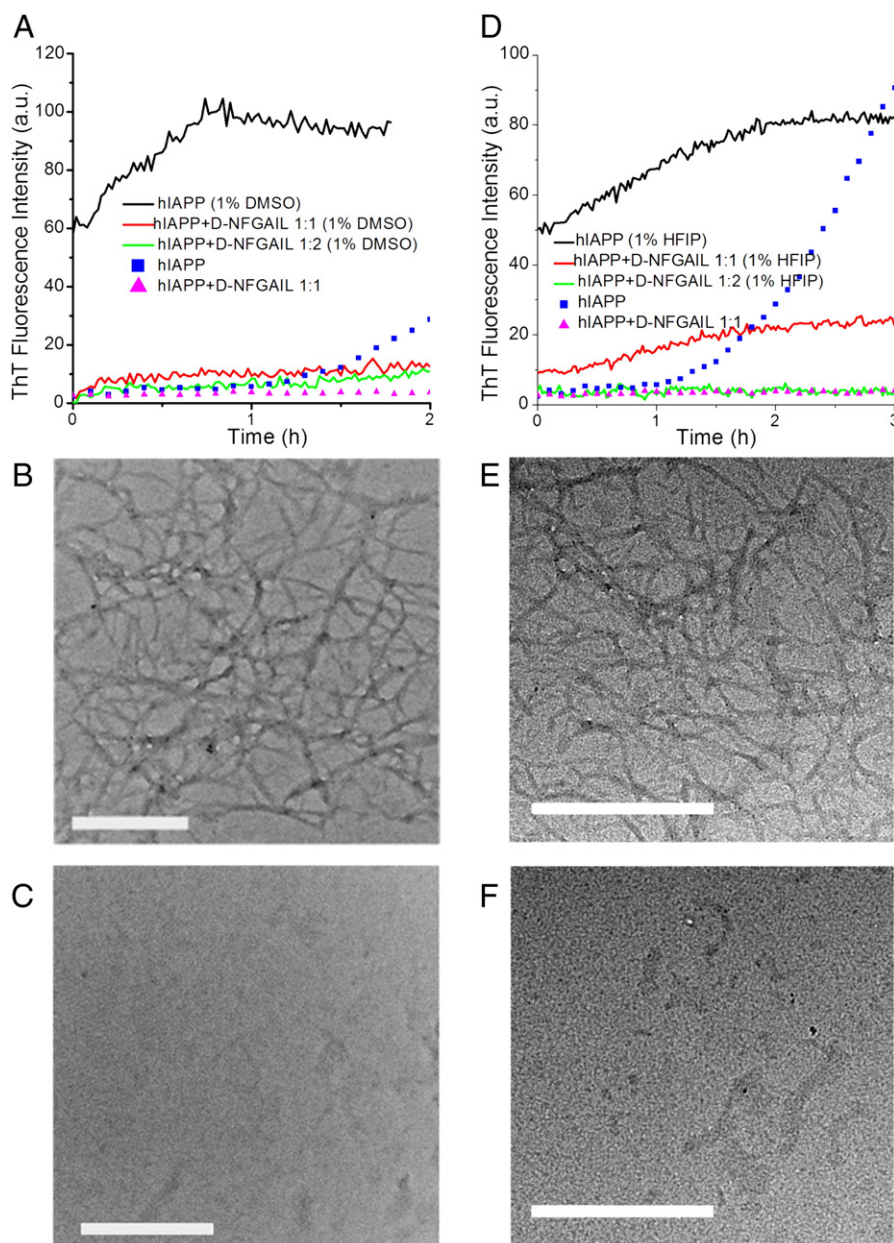 A
ThT Fluorescence Intensity (a.u.)
120
100
80
60
40
20
0
hIAPP (1% DMSO)
hIAPP+D-NFGAIL 1:1 (1% DMSO)
hIAPP+D-NFGAIL 1:2 (1% DMSO)
hIAPP
hIAPP+D-NFGAIL 1:1
0
1
2
Time (h)
D
ThT Fluorescence Intensity (a.u.)
100
80
60
40
20
0
hIAPP (1% HFIP)
hIAPP+D-NFGAIL 1:1 (1% HFIP)
hIAPP+D-NFGAIL 1:2 (1% HFIP)
hIAPP
hIAPP+D-NFGAIL 1:1
0
1
2
3
Time (h)
B
E
C
F